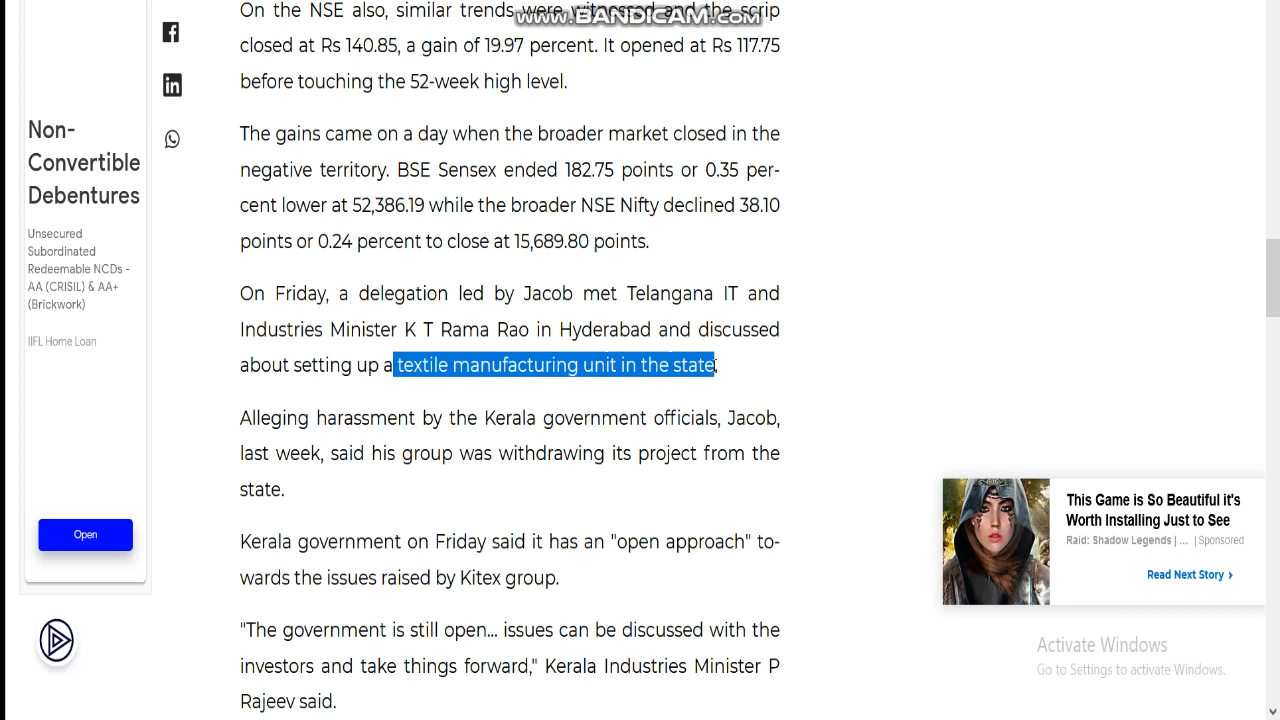 www.BANDICAM.com
On the NSE also, similar trends were witnessed and the scrip
closed at Rs 140.85, a gain of 19.97 percent. It opened at Rs 117.75
before touching the 52-week high level.
The gains came on a day when the broader market closed in the
negative territory. BSE Sensex ended 182.75 points or 0.35 per-
cent lower at 52,386.19 while the broader NSE Nifty declined 38.10
points or 0.24 percent to close at 15,689.80 points.
On Friday, a delegation led by Jacob met Telangana IT and
Industries Minister K T Rama Rao in Hyderabad and discussed
about setting up a textile manufacturing unit in the state.
Alleging harassment by the Kerala government officials, Jacob,
last week, said his group was withdrawing its project from the
state.
Kerala government on Friday said it has an "open approach" to-
wards the issues raised by Kitex group.
"The government is still open... issues can be discussed with the
investors and take things forward," Kerala Industries Minister P
Rajeev said.
Non-
Convertible
Debentures
Unsecured
Subordinated
Redeemable NCDs -
AA (CRISIL) & AA+
(Brickwork)
IIFL Home Loan
Open
This Game is So Beautiful it's
Worth Installing Just to See
Raid: Shadow Legends | ... | Sponsored
Read Next Story ›
Activate Windows
Go to Settings to activate Windows.